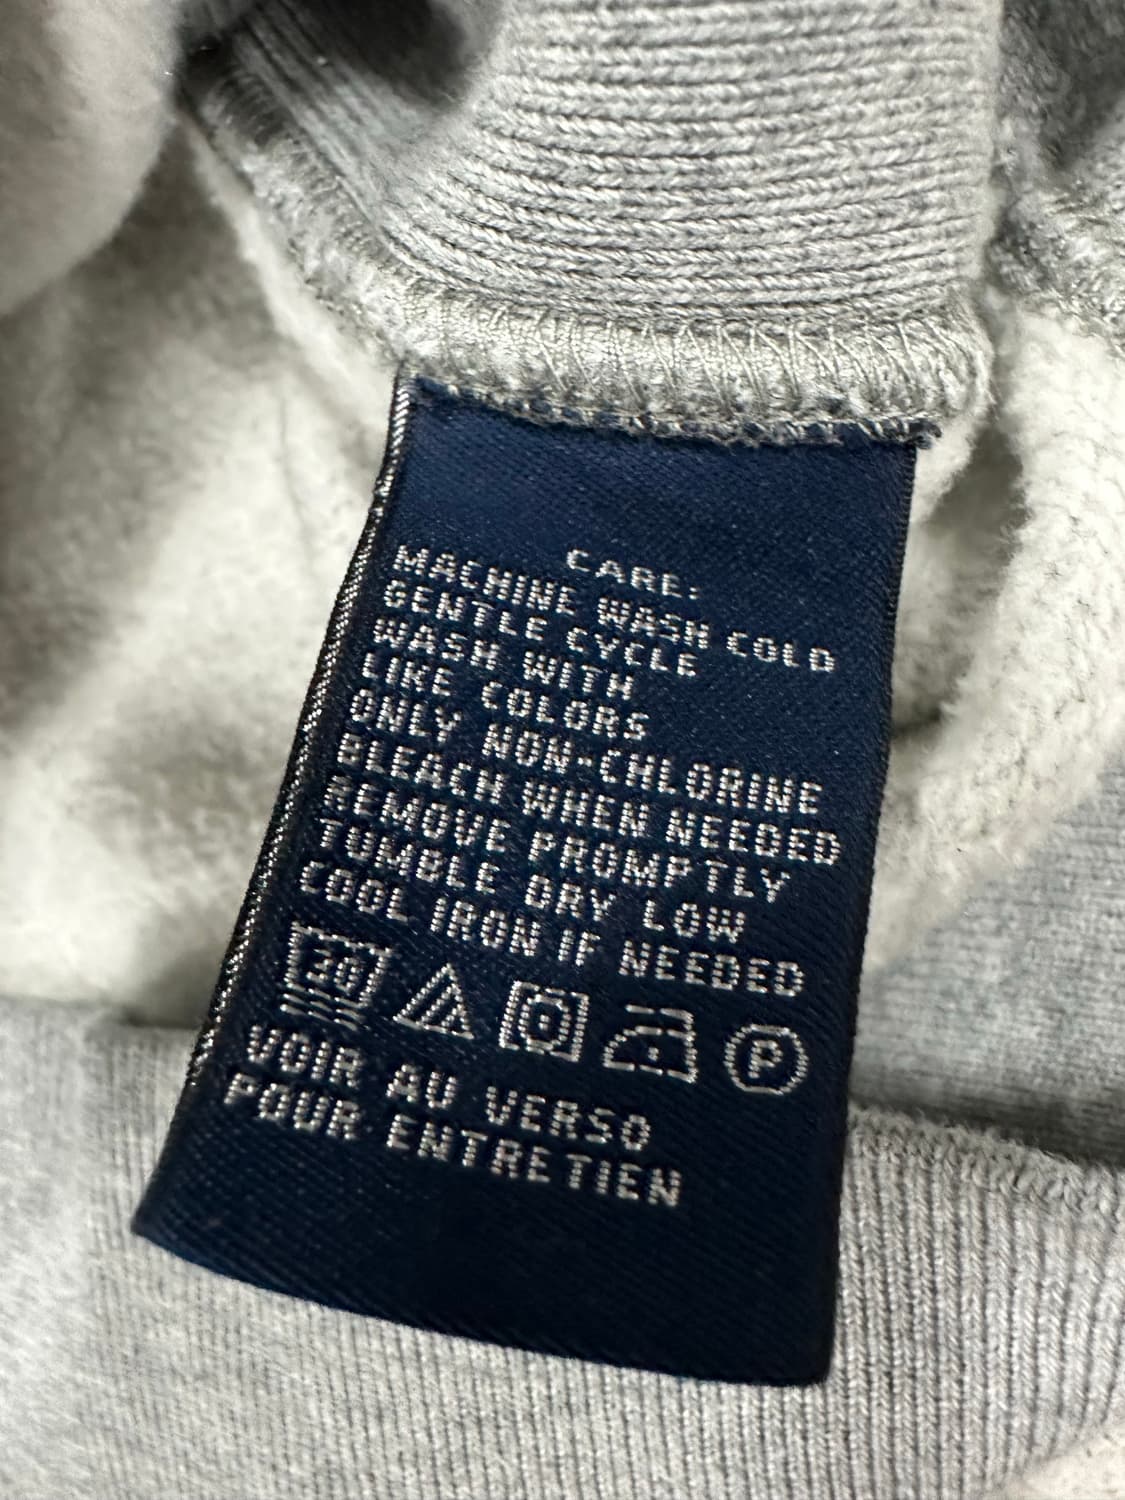 CARE:
MACHINE WASH COLD
GENTLE CYCLE
WASH WITH
LIKE COLORS
ONLY NON-CHLORINE
BLEACH WHEN NEEDED
REMOVE PROMPTLY
TUMBLE DRY LOW
COOL IRON IF NEEDED
30 P
VOIR AU VERSO
POUR ENTRETIEN